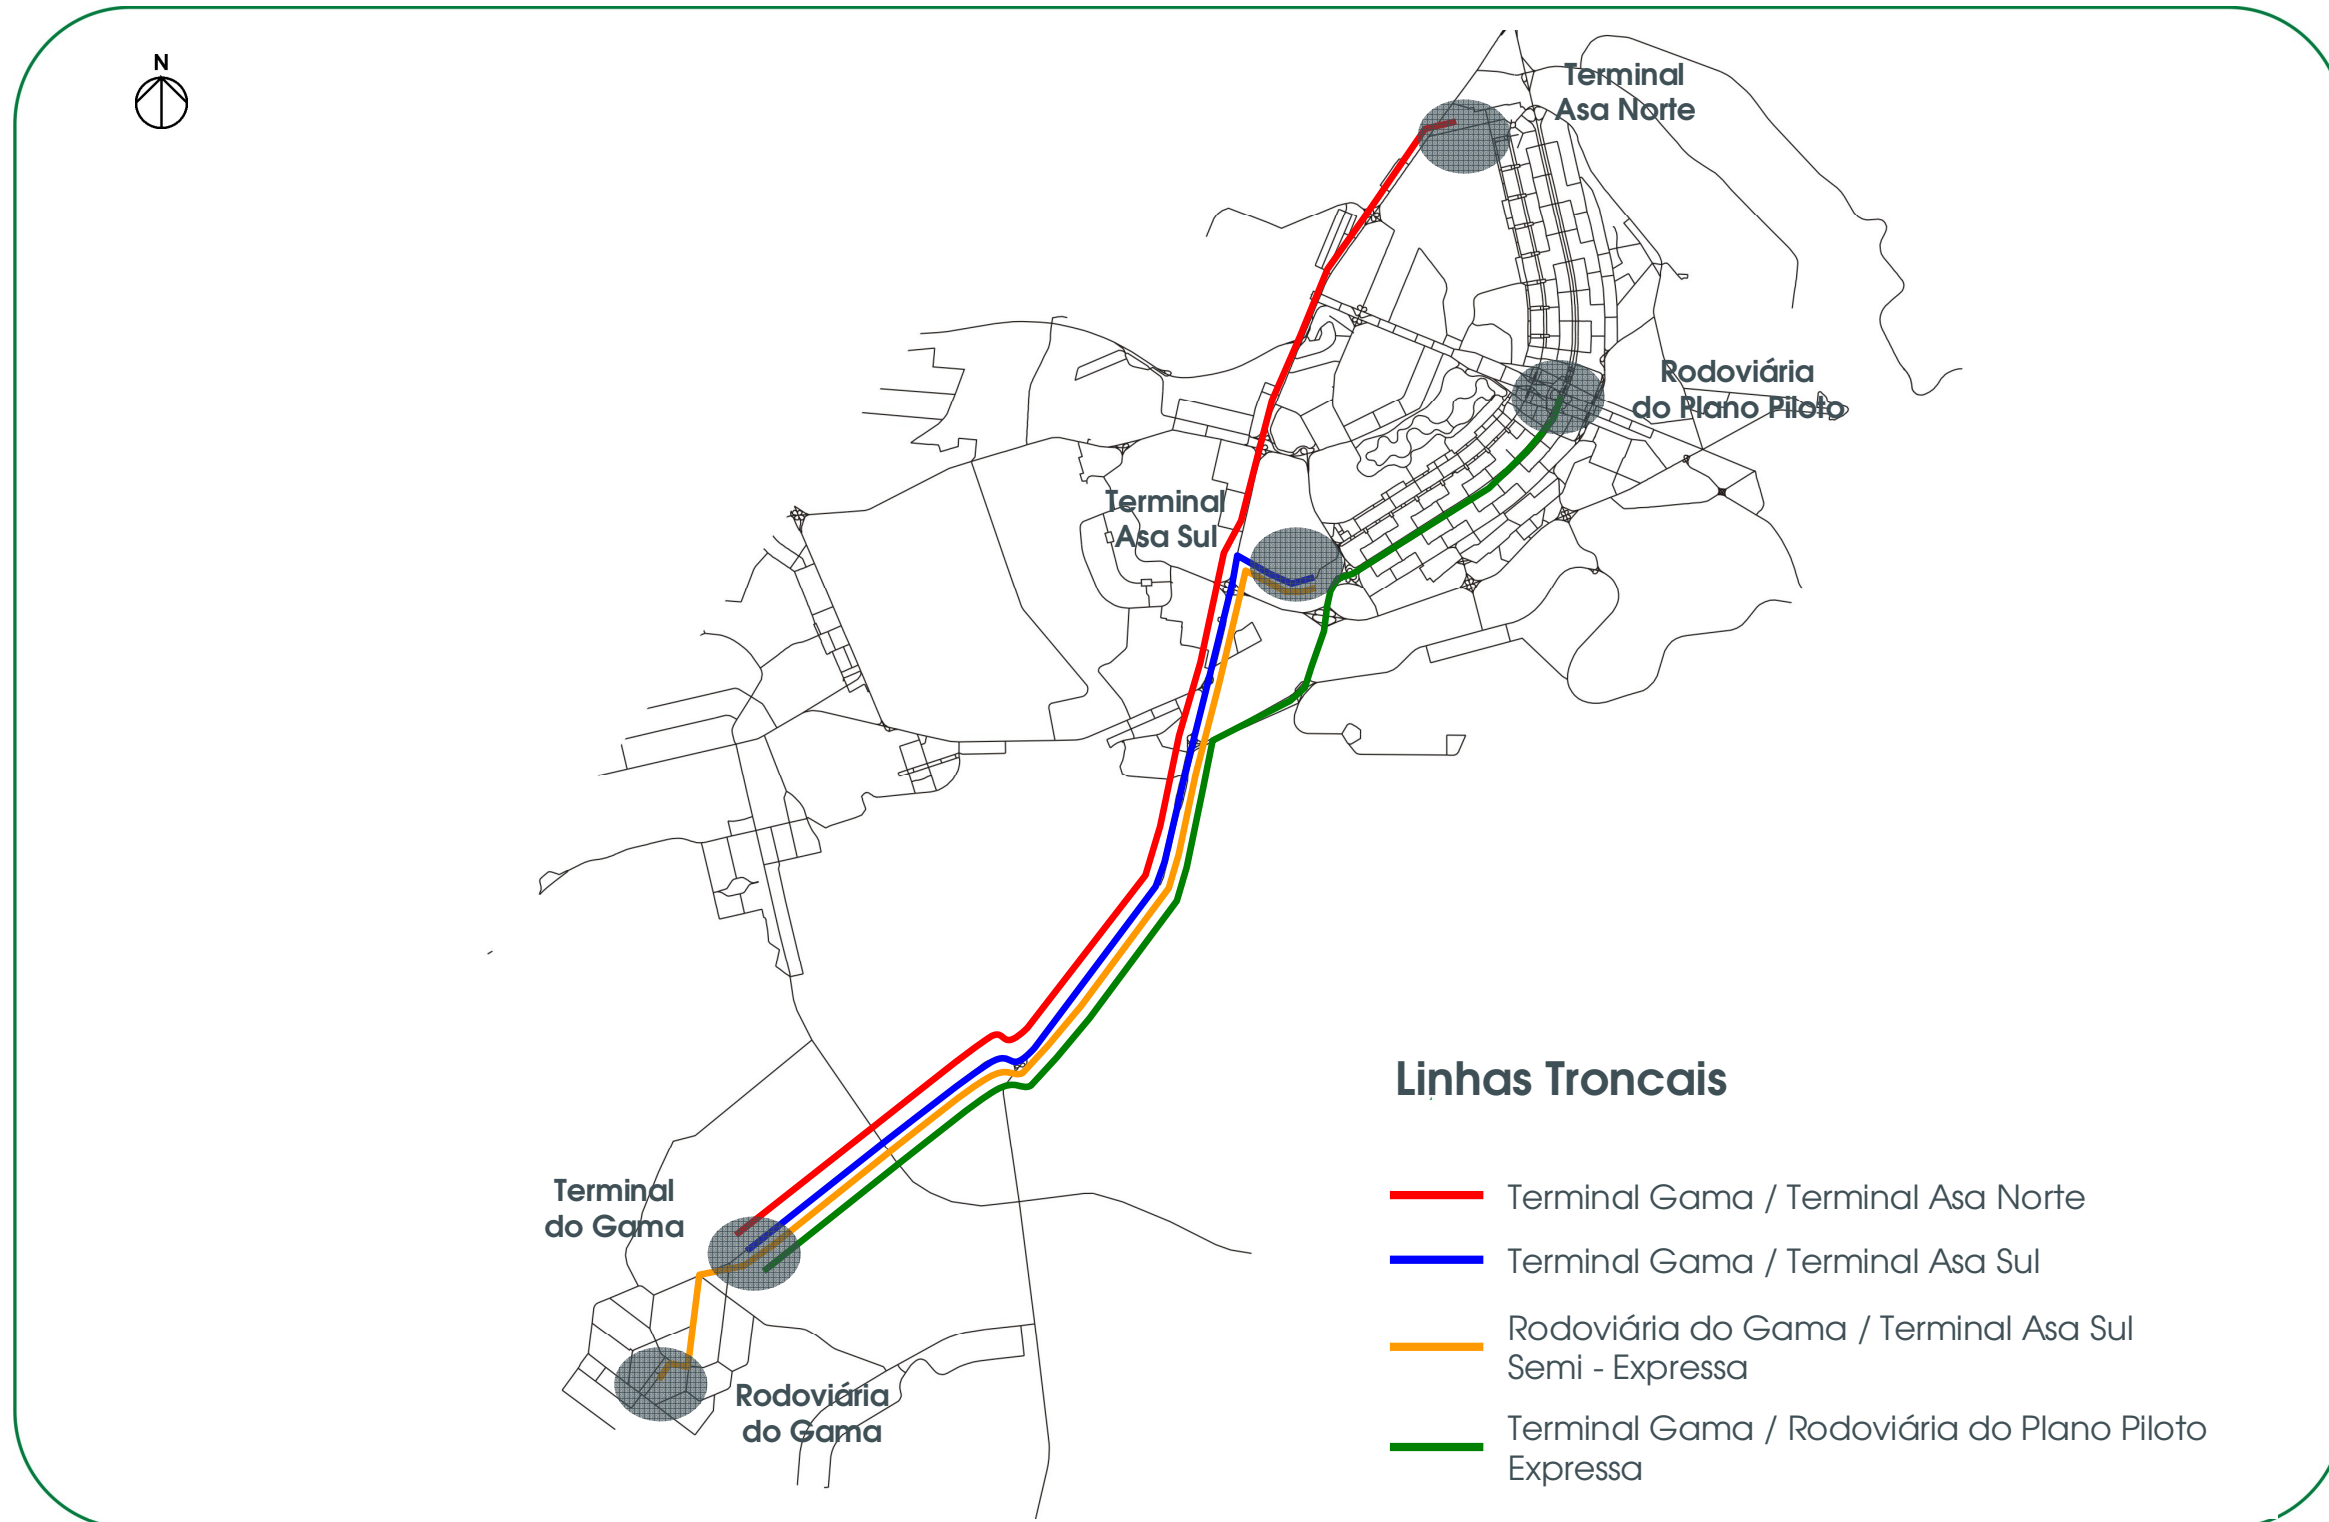 N
Terminal
Asa Norte
Rodoviária
do Plano Piloto
Terminal
Asa Sul
Terminal
do Gama
Rodoviária
do Gama
Linhas Troncais
Terminal Gama / Terminal Asa Norte
Terminal Gama / Terminal Asa Sul
Rodoviária do Gama / Terminal Asa Sul
Semi - Expressa
Terminal Gama / Rodoviária do Plano Piloto
Expressa